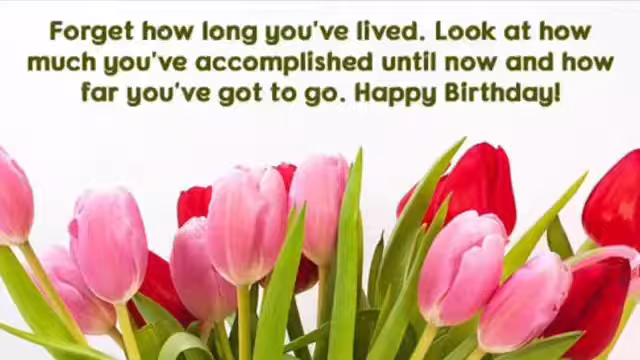 Forget how long you've lived. Look at how
much you've accomplished until now and how
far you've got to go. Happy Birthday!